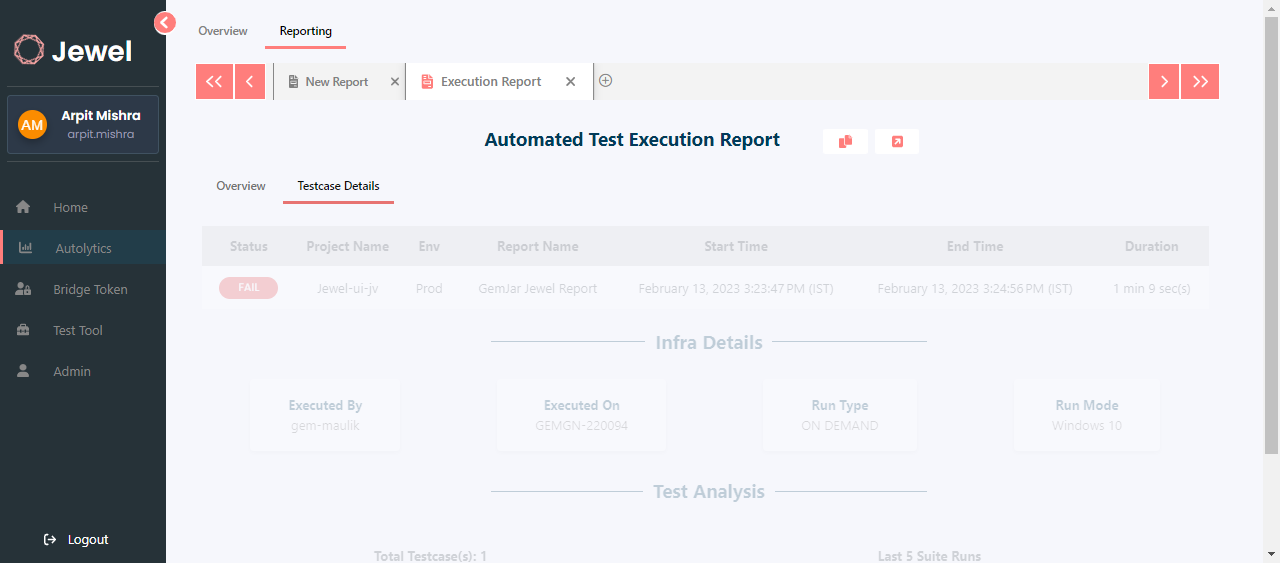 Jewel
AM
Arpit Mishra
arpit.mishra
Home
Autolytics
Bridge Token
Test Tool
Admin
Logout
Overview Reporting
New Report Execution Report
Automated Test Execution Report
Overview Testcase Details
Status Project Name Env Report Name Start Time End Time Duration
FAIL Jewel-ui-jv Prod GemJar Jewel Report February 13, 2023 3:23:47 PM (IST) February 13, 2023 3:24:56 PM (IST) 1 min 9 sec(s)
Infra Details
Executed By Executed On Run Type Run Mode
gem-maulik GEMGN-220094 ON DEMAND Windows 10
Test Analysis
Total Testcase(s): 1 Last 5 Suite Runs